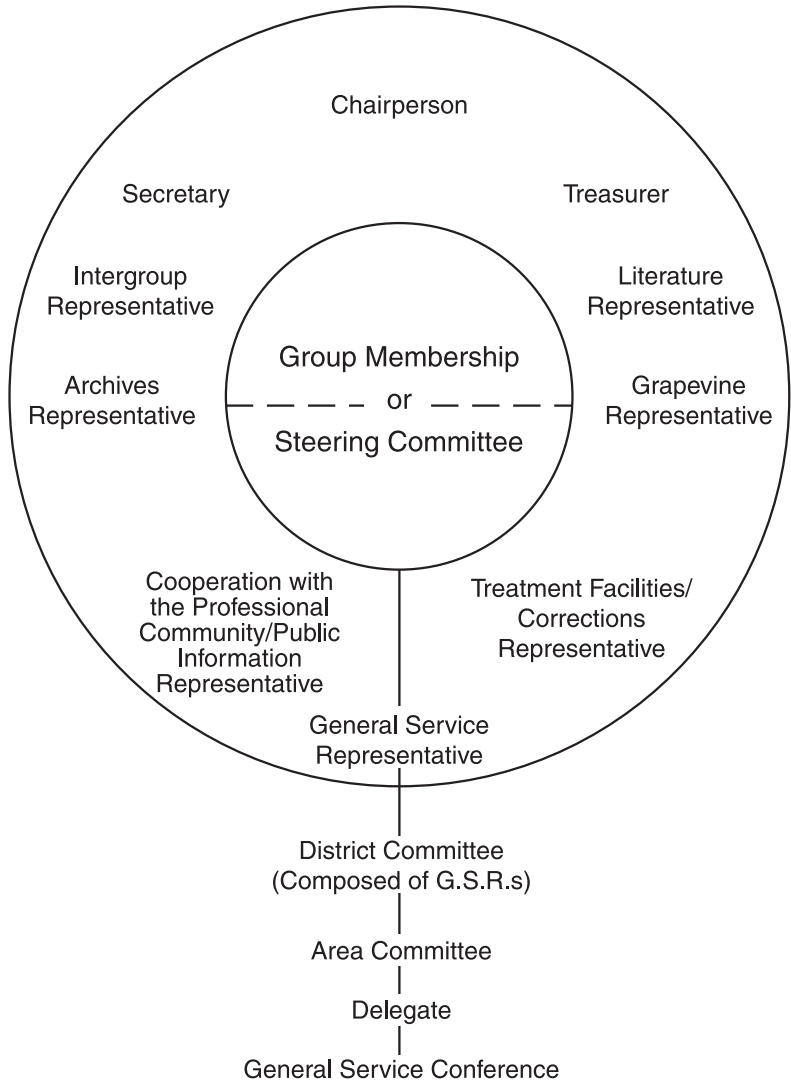 Chairperson
Secretary
Treasurer
Intergroup
Representative
Literature
Representative
Archives
Representative
Group Membership
or
Steering Committee
Grapevine
Representative
Cooperation with
the Professional
Community/Public
Information
Representative
Treatment Facilities/
Corrections
Representative
General Service
Representative
District Committee
(Composed of G.S.R.s)
Area Committee
Delegate
General Service Conference